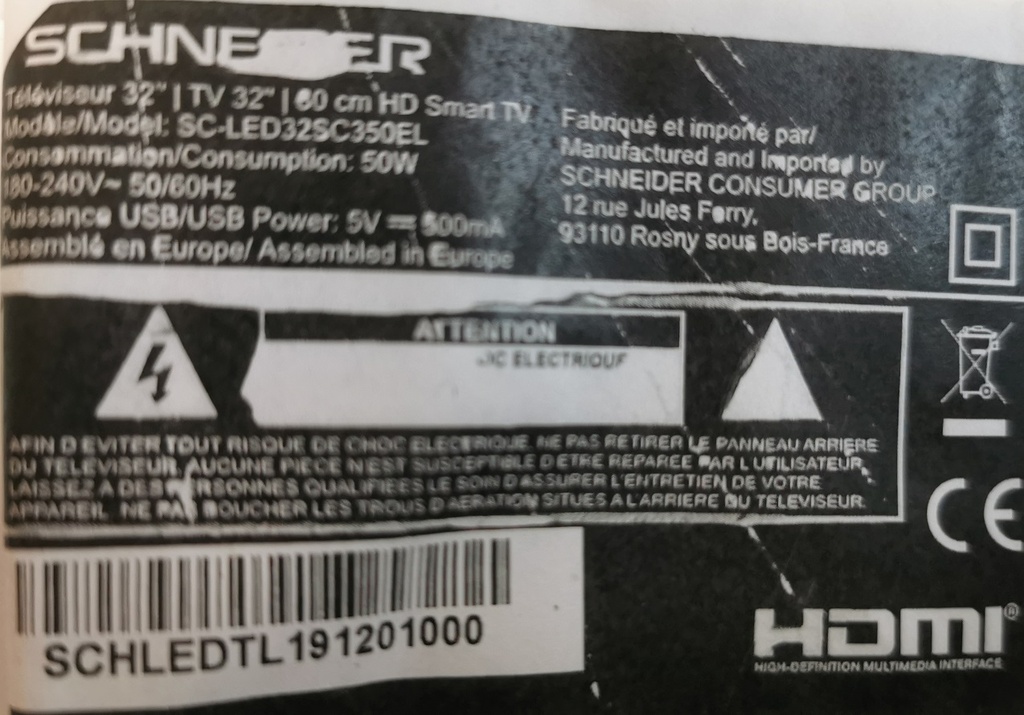 SCHNE ER
Téléviseur 32" | TV 32" | 80 cm HD Smart TV
Modèle/Model: SC-LED32SC350EL
Consommation/Consumption: 50W
180-240V~ 50/60Hz
Puissance USB/USB Power: 5V ⎓ 500mA
Assemblé en Europe/ Assembled in Europe
Fabriqué et importé par/
Manufactured and Imported by
SCHNEIDER CONSUMER GROUP
12 rue Jules Ferry,
93110 Rosny sous Bois-France
ATTENTION
ELECTRIQUE
AFIN D EVITER TOUT RISQUE DE CHOC ELECTRIQUE. NE PAS RETIRER LE PANNEAU ARRIERE
DU TELEVISEUR. AUCUNE PIECE N'EST SUSCEPTIBLE D ETRE REPAREE PAR L UTILISATEUR.
LAISSEZ A DES PERSONNES QUALIFIEES LE SOIN D ASSURER L'ENTRETIEN DE VOTRE
APPAREIL. NE PAS BOUCHER LES TROUS D AERATION SITUES A L'ARRIERE DU TELEVISEUR.
CE
SCHLEDTL191201000
HDMI®
HIGH-DEFINITION MULTIMEDIA INTERFACE